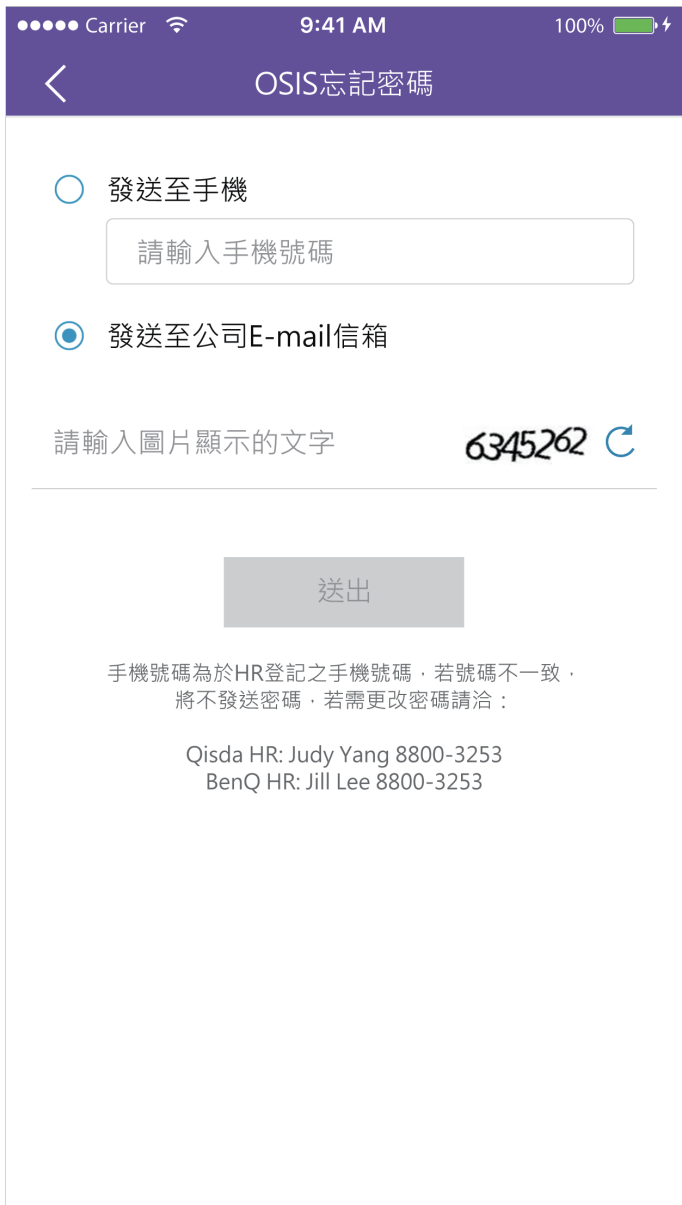 Carrier 9:41 AM 100%
OSIS忘記密碼
發送至手機
請輸入手機號碼
發送至公司E-mail信箱
請輸入圖片顯示的文字 6345262
送出
手機號碼為於HR登記之手機號碼，若號碼不一致，
將不發送密碼，若需更改密碼請洽：
Qisda HR: Judy Yang 8800-3253
BenQ HR: Jill Lee 8800-3253